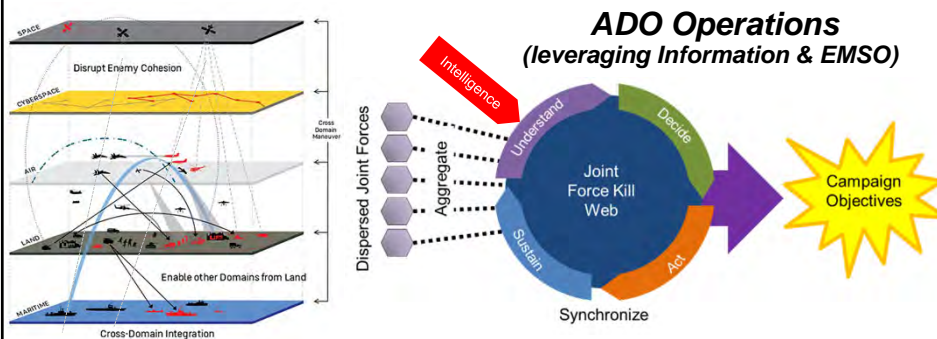 SPACE
Disrupt Enemy Cohesion
CYBERSPACE
Cross
Domain
Maneuver
AIR
LAND
Enable other Domains from Land
MARITIME
Cross-Domain Integration
ADO Operations
(leveraging Information & EMSO)
Intelligence
Dispersed Joint Forces
Aggregate
Understand
Decide
Joint
Force Kill
Web
Sustain
Act
Synchronize
Campaign
Objectives